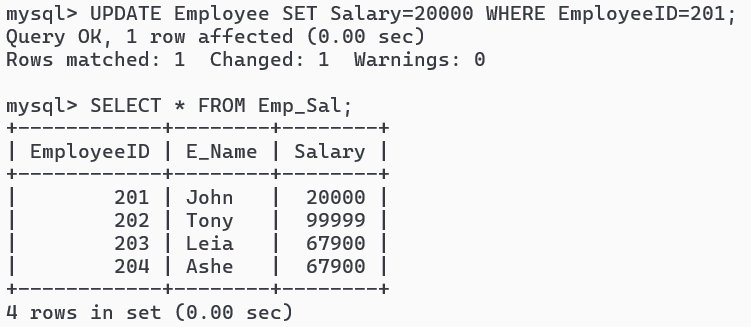 mysql> UPDATE Employee SET Salary=20000 WHERE EmployeeID=201;
Query OK, 1 row affected (0.00 sec)
Rows matched: 1  Changed: 1  Warnings: 0

mysql> SELECT * FROM Emp_Sal;
+------------+--------+--------+
| EmployeeID | E_Name | Salary |
+------------+--------+--------+
|        201 | John   |  20000 |
|        202 | Tony   |  99999 |
|        203 | Leia   |  67900 |
|        204 | Ashe   |  67900 |
+------------+--------+--------+
4 rows in set (0.00 sec)